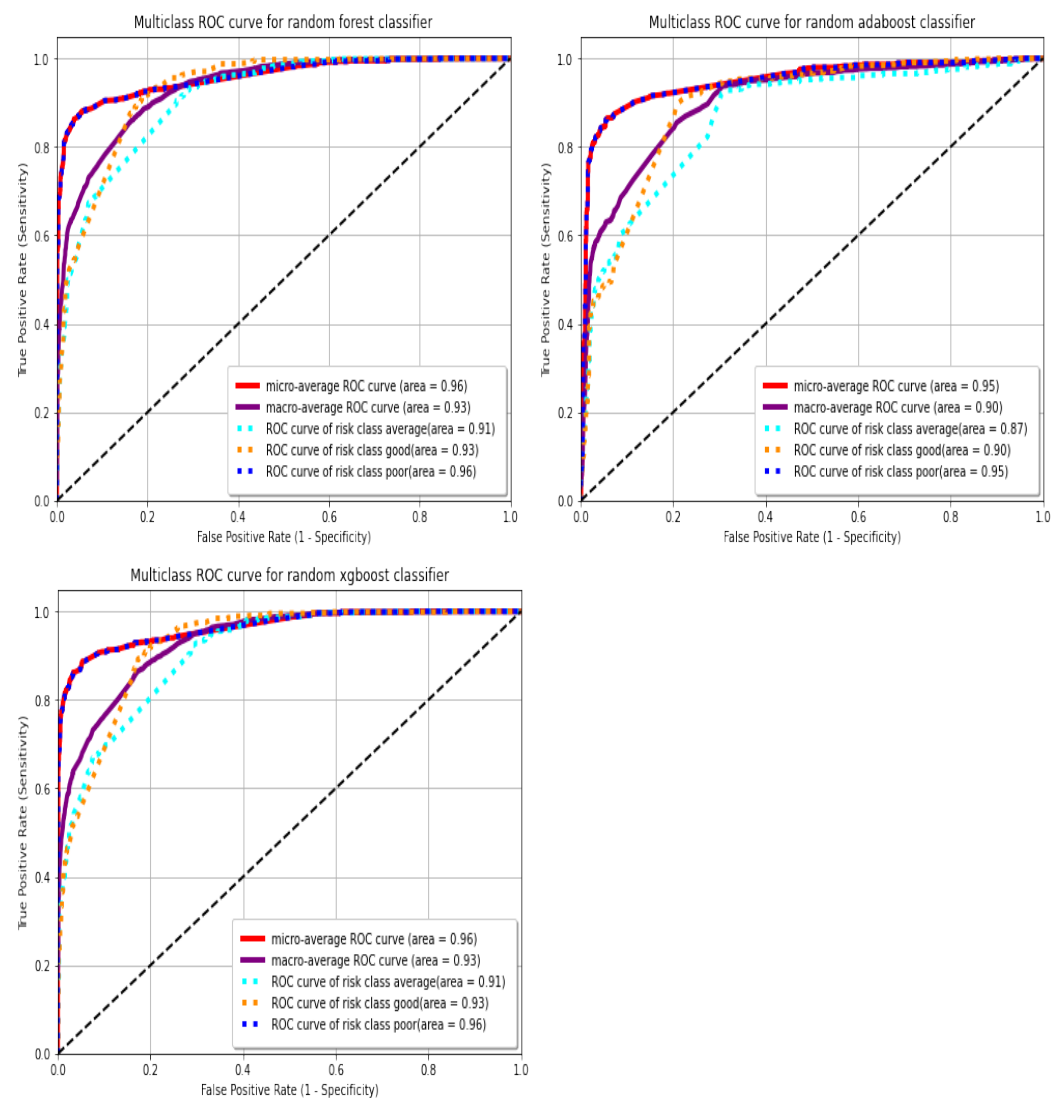 Multiclass ROC curve for random forest classifier
True Positive Rate (Sensitivity)
1.0
0.8
0.6
0.4
0.2
0.0
micro-average ROC curve (area = 0.96)
macro-average ROC curve (area = 0.93)
ROC curve of risk class average(area = 0.91)
ROC curve of risk class good(area = 0.93)
ROC curve of risk class poor(area = 0.96)
0.0 0.2 0.4 0.6 0.8 1.0
False Positive Rate (1 - Specificity)
Multiclass ROC curve for random adaboost classifier
True Positive Rate (Sensitivity)
1.0
0.8
0.6
0.4
0.2
0.0
micro-average ROC curve (area = 0.95)
macro-average ROC curve (area = 0.90)
ROC curve of risk class average(area = 0.87)
ROC curve of risk class good(area = 0.90)
ROC curve of risk class poor(area = 0.95)
0.0 0.2 0.4 0.6 0.8 1.0
False Positive Rate (1 - Specificity)
Multiclass ROC curve for random xgboost classifier
True Positive Rate (Sensitivity)
1.0
0.8
0.6
0.4
0.2
0.0
micro-average ROC curve (area = 0.96)
macro-average ROC curve (area = 0.93)
ROC curve of risk class average(area = 0.91)
ROC curve of risk class good(area = 0.93)
ROC curve of risk class poor(area = 0.96)
0.0 0.2 0.4 0.6 0.8 1.0
False Positive Rate (1 - Specificity)